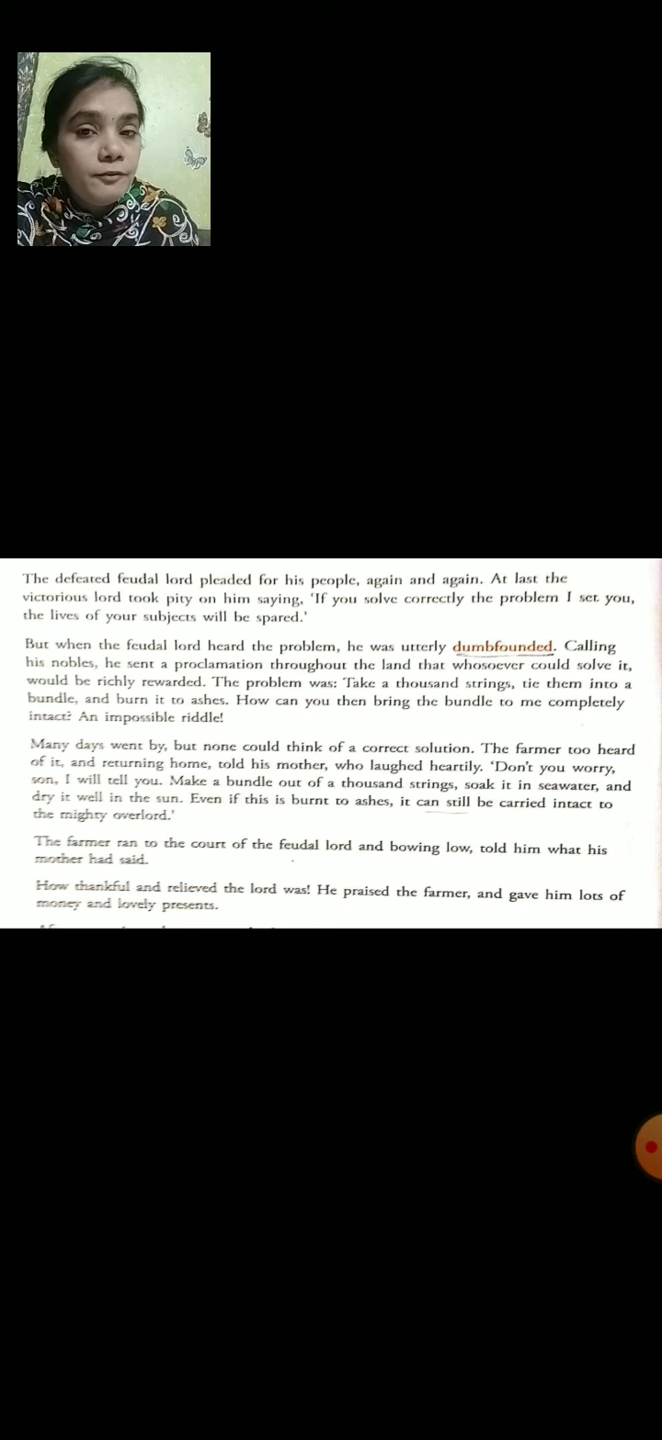 The defeated feudal lord pleaded for his people, again and again. At last the
victorious lord took pity on him saying, 'If you solve correctly the problem I set you,
the lives of your subjects will be spared.'
But when the feudal lord heard the problem, he was utterly dumbfounded. Calling
his nobles, he sent a proclamation throughout the land that whosoever could solve it,
would be richly rewarded. The problem was: Take a thousand strings, tie them into a
bundle, and burn it to ashes. How can you then bring the bundle to me completely
intact? An impossible riddle!
Many days went by, but none could think of a correct solution. The farmer too heard
of it, and returning home, told his mother, who laughed heartily. 'Don't you worry,
son, I will tell you. Make a bundle out of a thousand strings, soak it in seawater, and
dry it well in the sun. Even if this is burnt to ashes, it can still be carried intact to
the mighty overlord.'
The farmer ran to the court of the feudal lord and bowing low, told him what his
mother had said.
How thankful and relieved the lord was! He praised the farmer, and gave him lots of
money and lovely presents.